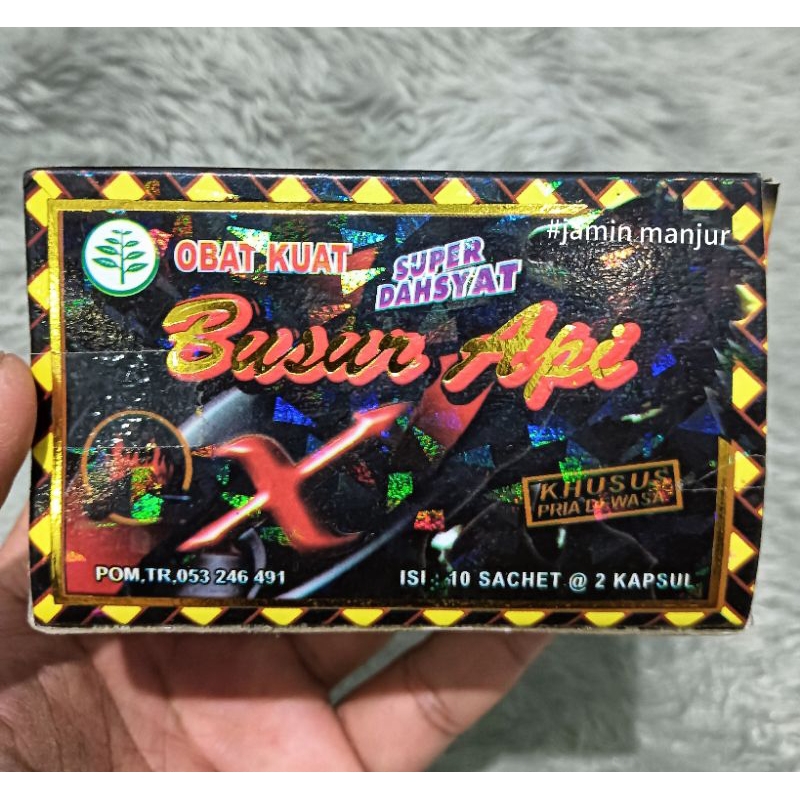 #jamin manjur
OBAT KUAT
SUPER
DAHSYAT
Busur Api
X
KHUSUS
PRIA DEWASA
POM,TR,053 246 491
ISI : 10 SACHET @ 2 KAPSUL